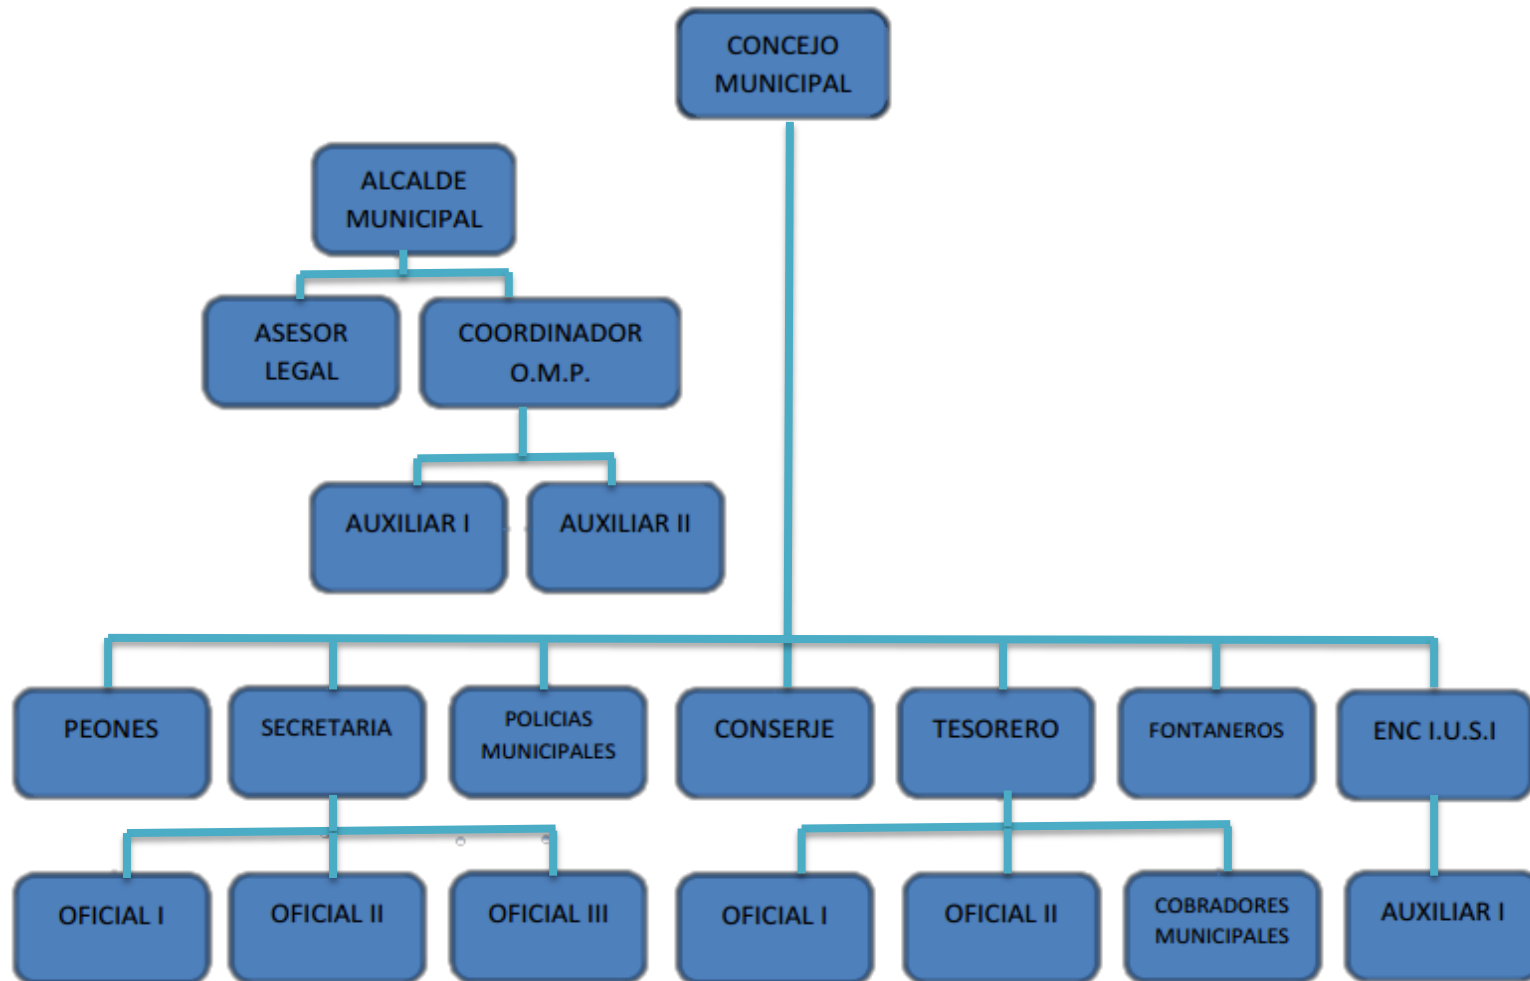 CONCEJO
MUNICIPAL
ALCALDE
MUNICIPAL
ASESOR
LEGAL
COORDINADOR
O.M.P.
AUXILIAR I
AUXILIAR II
PEONES
SECRETARIA
POLICIAS
MUNICIPALES
CONSERJE
TESORERO
FONTANEROS
ENC I.U.S.I
OFICIAL I
OFICIAL II
OFICIAL III
OFICIAL I
OFICIAL II
COBRADORES
MUNICIPALES
AUXILIAR I